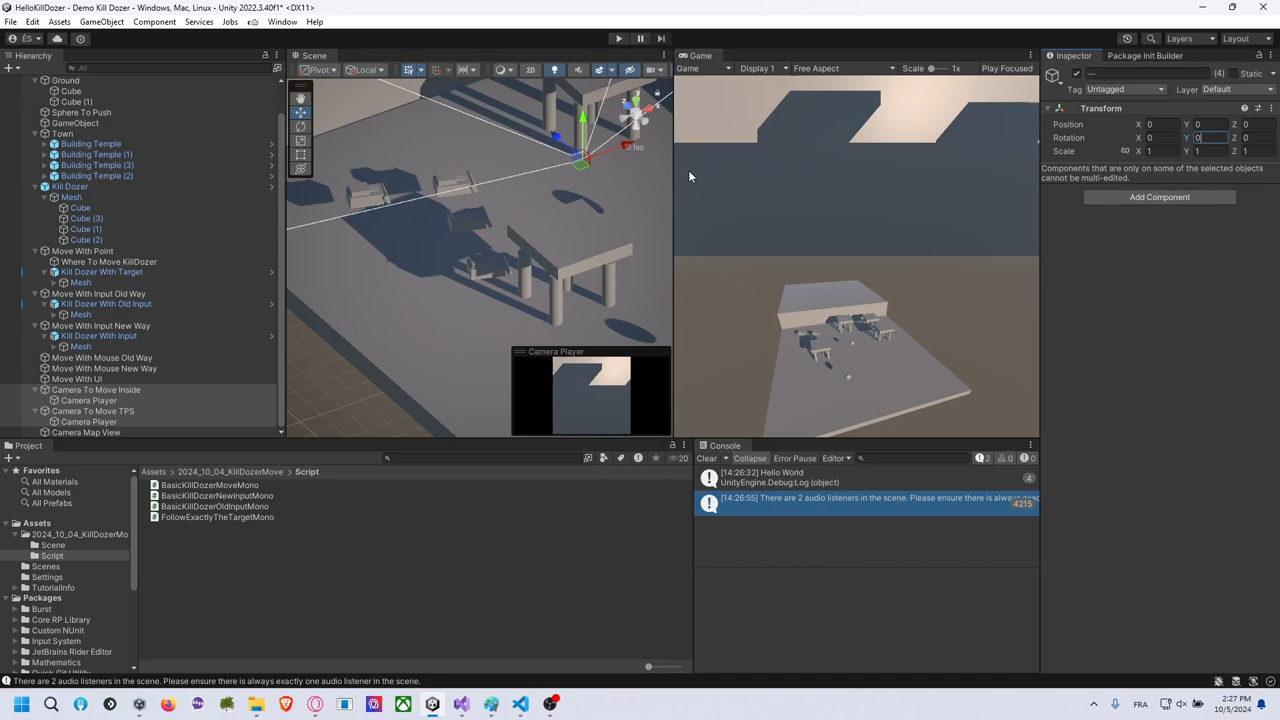 HelloKillDozer - Demo Kill Dozer - Windows, Mac, Linux - Unity 2022.3.40f1* <DX11>
File Edit Assets GameObject Component Services Jobs Window Help
ÉS
Layers Layout
Hierarchy
All
Ground
Cube
Cube (1)
Sphere To Push
GameObject
Town
Building Temple
Building Temple (1)
Building Temple (3)
Building Temple (2)
Kill Dozer
Mesh
Cube
Cube (3)
Cube (1)
Cube (2)
Move With Point
Where To Move KillDozer
Kill Dozer With Target
Mesh
Move With Input Old Way
Kill Dozer With Old Input
Mesh
Move With Input New Way
Kill Dozer With Input
Mesh
Move With Mouse Old Way
Move With Mouse New Way
Move With UI
Camera To Move Inside
Camera Player
Camera To Move TPS
Camera Player
Camera Map View
Scene
Pivot Local 2D
y
x
z
Iso
Camera Player
Game
Game Display 1 Free Aspect Scale 1x Play Focused
Inspector Package Init Builder
— (4) Static
Tag Untagged Layer Default
Transform
Position X 0 Y 0 Z 0
Rotation X 0 Y 0 Z 0
Scale X 1 Y 1 Z 1
Components that are only on some of the selected objects
cannot be multi-edited.
Add Component
Project
20
Favorites
All Materials
All Models
All Prefabs
Assets
2024_10_04_KillDozerMo
Scene
Script
Scenes
Settings
TutorialInfo
Packages
Burst
Core RP Library
Custom NUnit
Input System
JetBrains Rider Editor
Mathematics
Assets 2024_10_04_KillDozerMove Script
BasicKillDozerMoveMono
BasicKillDozerNewInputMono
BasicKillDozerOldInputMono
FollowExactlyTheTargetMono
Console
Clear Collapse Error Pause Editor 2 0 0
[14:26:32] Hello World
UnityEngine.Debug:Log (object)
4
[14:26:55] There are 2 audio listeners in the scene. Please ensure there is always exac
4215
There are 2 audio listeners in the scene. Please ensure there is always exactly one audio listener in the scene.
FRA
2:27 PM
10/5/2024